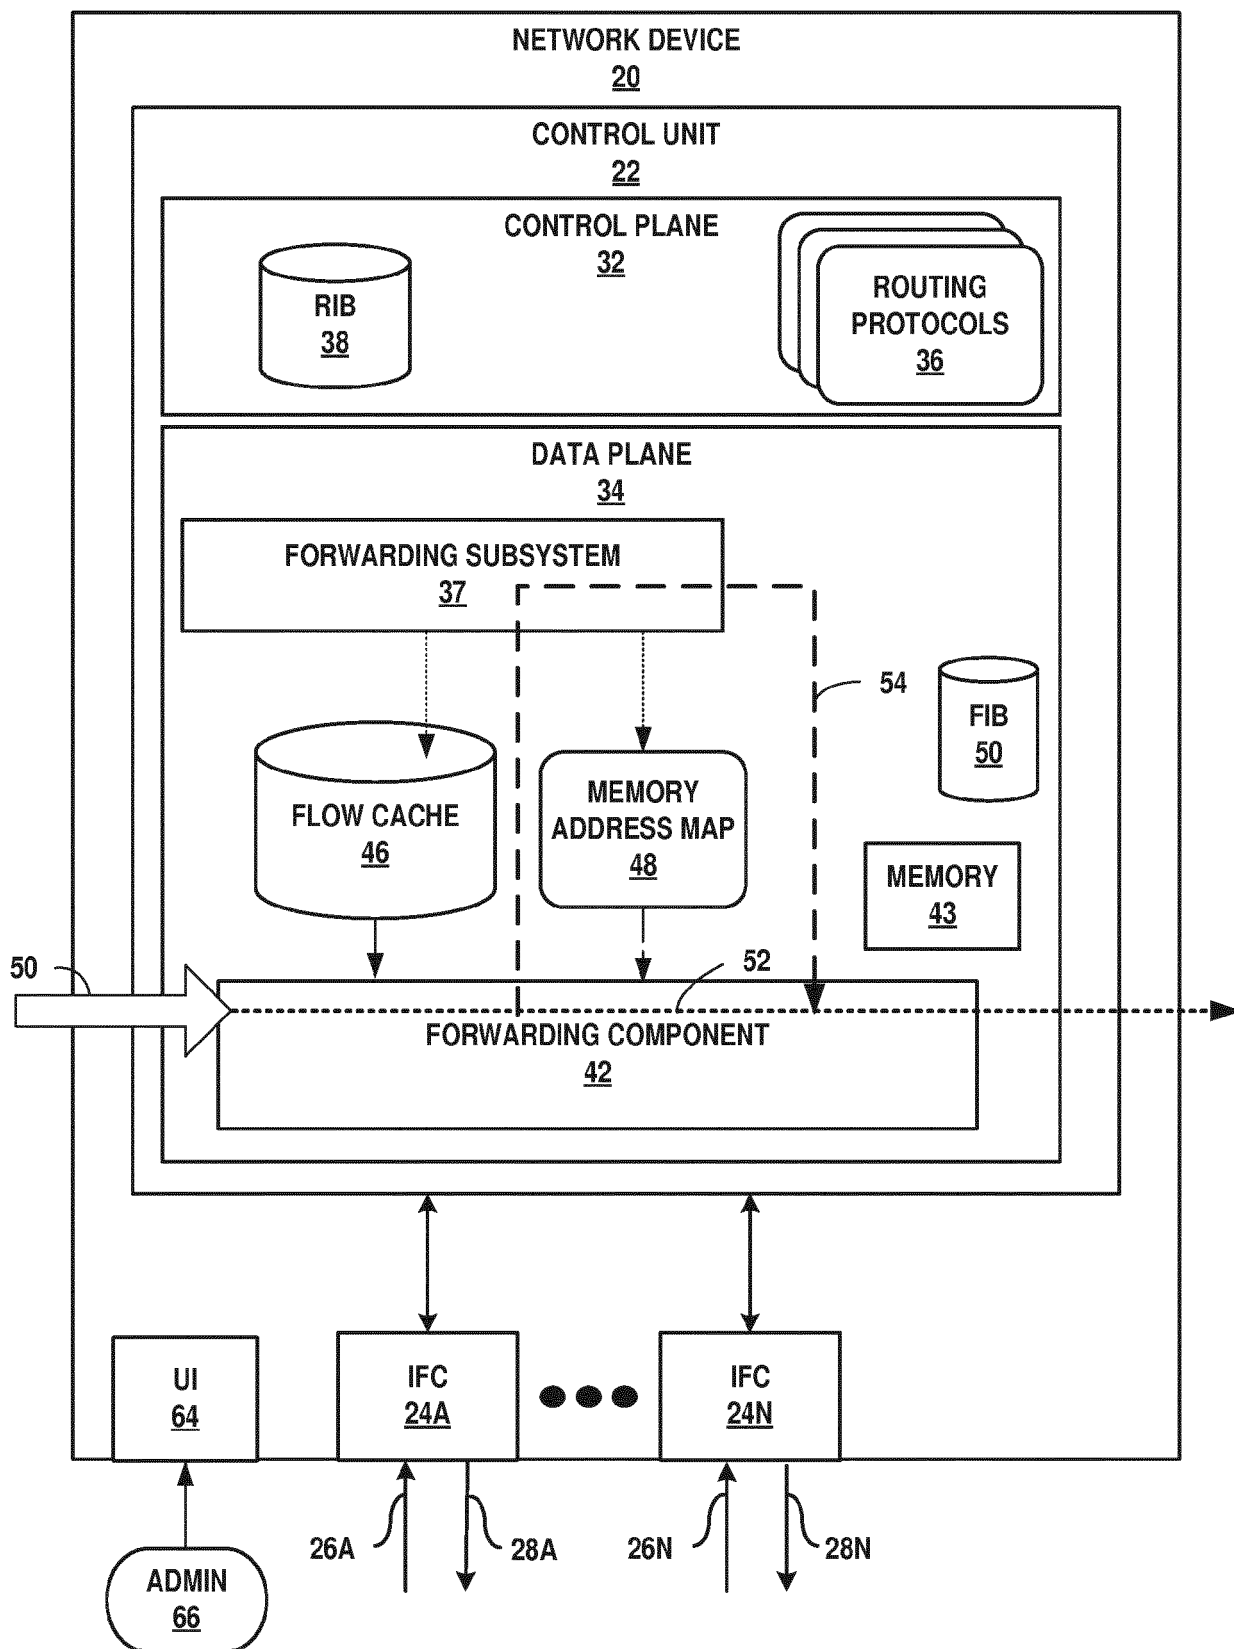 NETWORK DEVICE
20
CONTROL UNIT
22
CONTROL PLANE
32
RIB
38
ROUTING
PROTOCOLS
36
DATA PLANE
34
FORWARDING SUBSYSTEM
37
54
FIB
50
FLOW CACHE
46
MEMORY
ADDRESS MAP
48
MEMORY
43
50
52
FORWARDING COMPONENT
42
UI
64
IFC
24A
IFC
24N
26A
28A
26N
28N
ADMIN
66